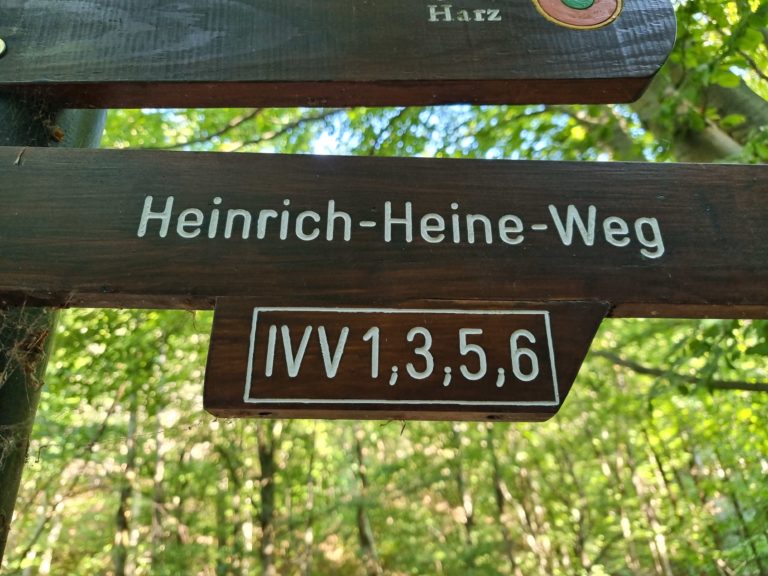 Harz
Heinrich-Heine-Weg
IVV 1,3,5,6